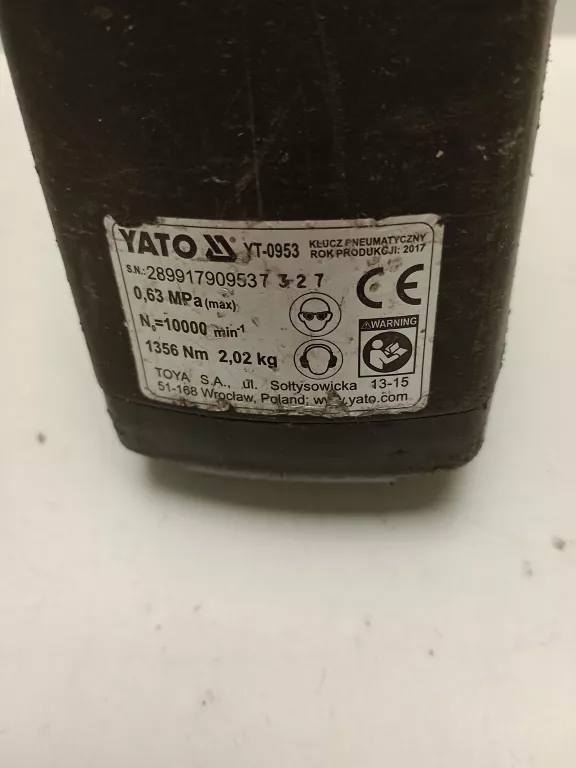 YATO YT-0953 KLUCZ PNEUMATYCZNY
ROK PRODUKCJI: 2017
S.N.: 289917909537 3 2 7
0,63 MPa (max)
N₀=10000 min⁻¹
1356 Nm 2,02 kg
CE
WARNING
TOYA S.A., ul. Sołtysowicka 13-15
51-168 Wrocław, Poland; www.yato.com